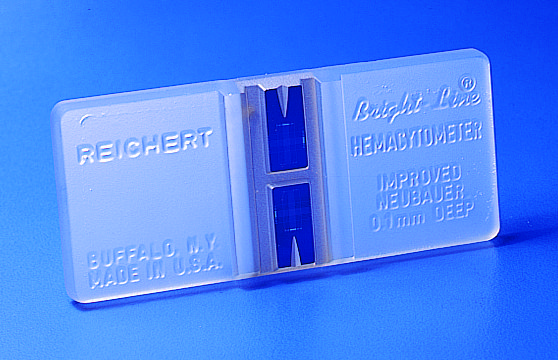 REICHERT
BUFFALO, N.Y.
MADE IN U.S.A.
Bright-Line®
HEMACYTOMETER
IMPROVED
NEUBAUER
0.1mm DEEP